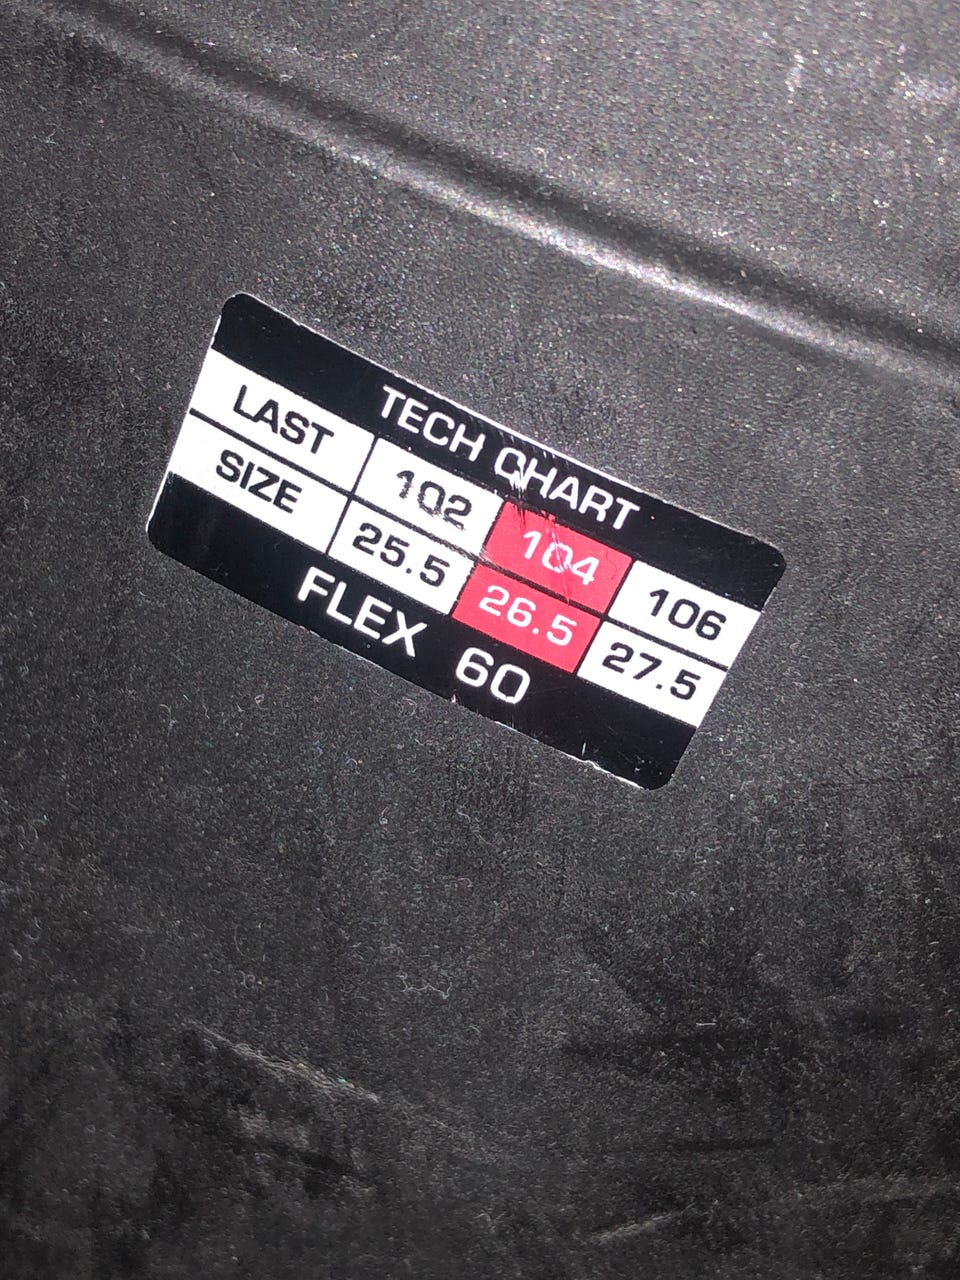 TECH CHART
LAST 102 104 106
SIZE 25.5 26.5 27.5
FLEX 60